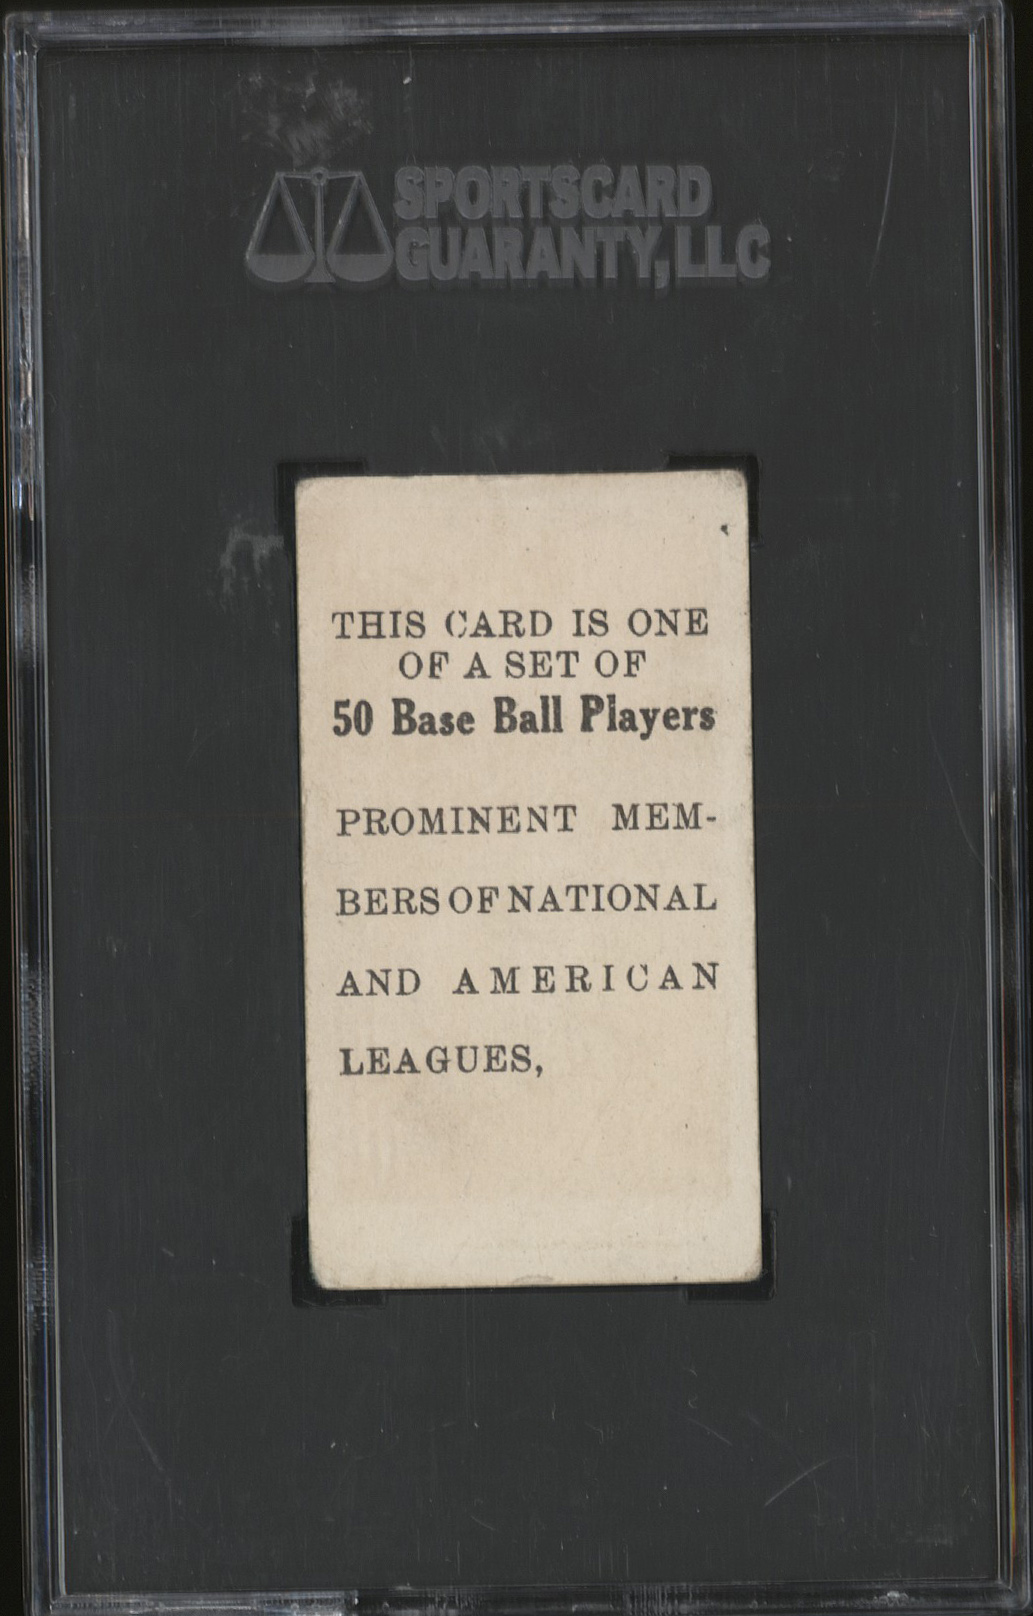 SPORTSCARD
GUARANTY, LLC
THIS CARD IS ONE
OF A SET OF
50 Base Ball Players
PROMINENT MEM-
BERS OF NATIONAL
AND AMERICAN
LEAGUES,